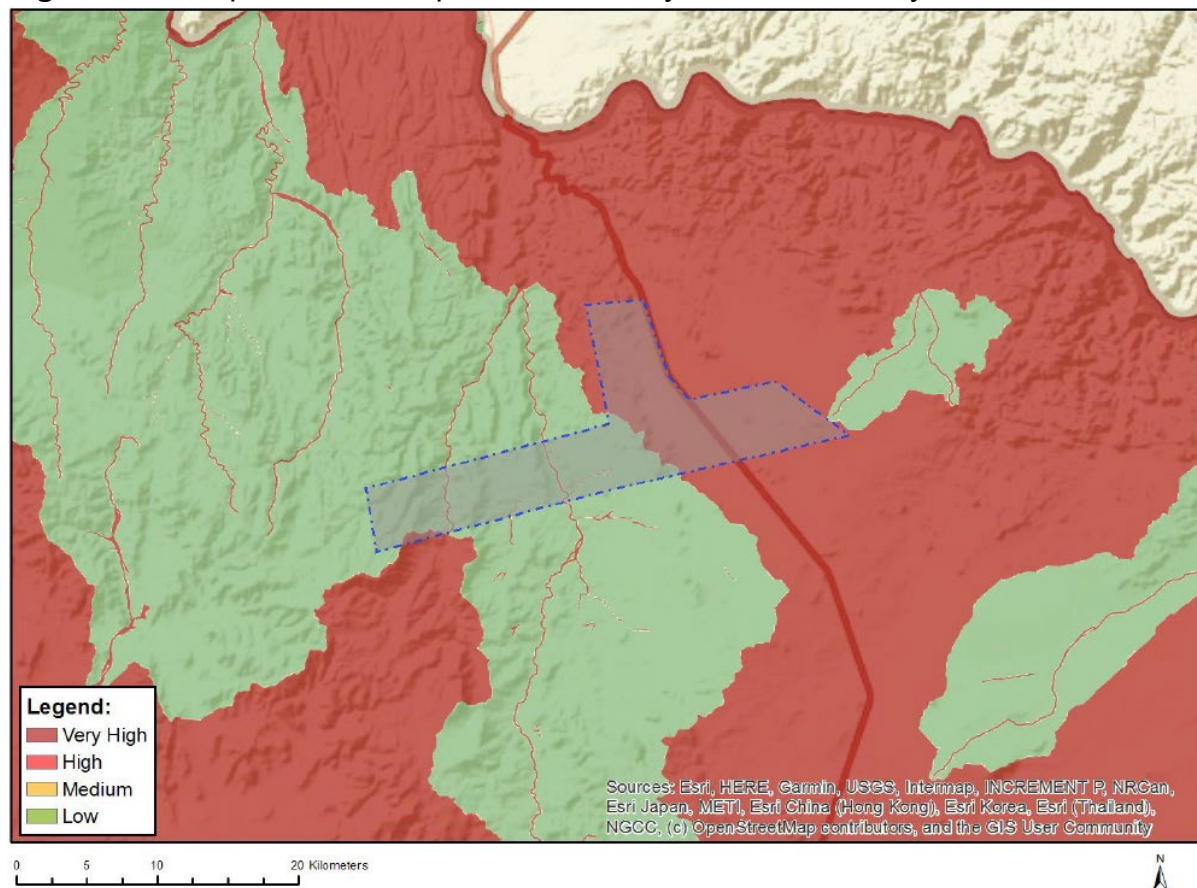 Legend:
Very High
High
Medium
Low
Sources: Esri, HERE, Garmin, USGS, Intermap, INCREMENT P, NRCan,
Esri Japan, METI, Esri China (Hong Kong), Esri Korea, Esri (Thailand),
NGCC, (c) OpenStreetMap contributors, and the GIS User Community
0 5 10 20 Kilometers
N